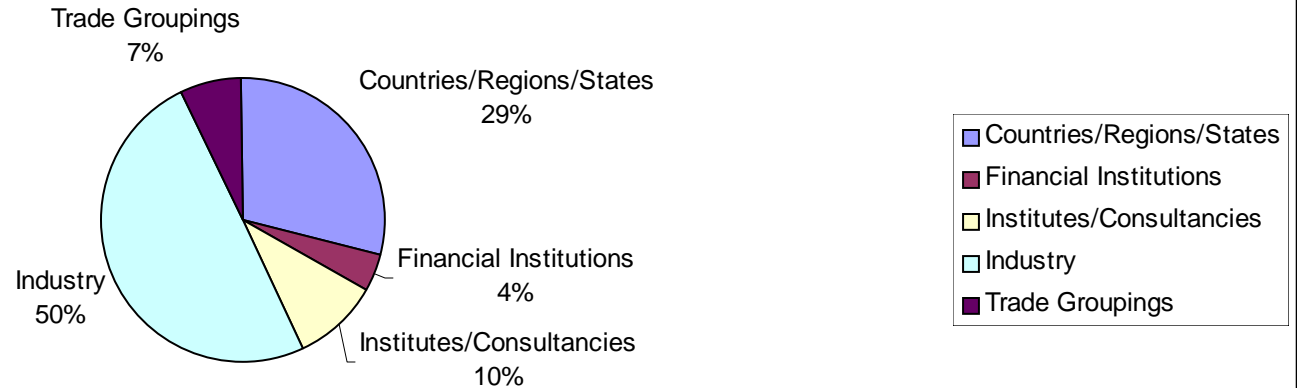 Trade Groupings
7%
Countries/Regions/States
29%
Financial Institutions
4%
Institutes/Consultancies
10%
Industry
50%
Countries/Regions/States
Financial Institutions
Institutes/Consultancies
Industry
Trade Groupings